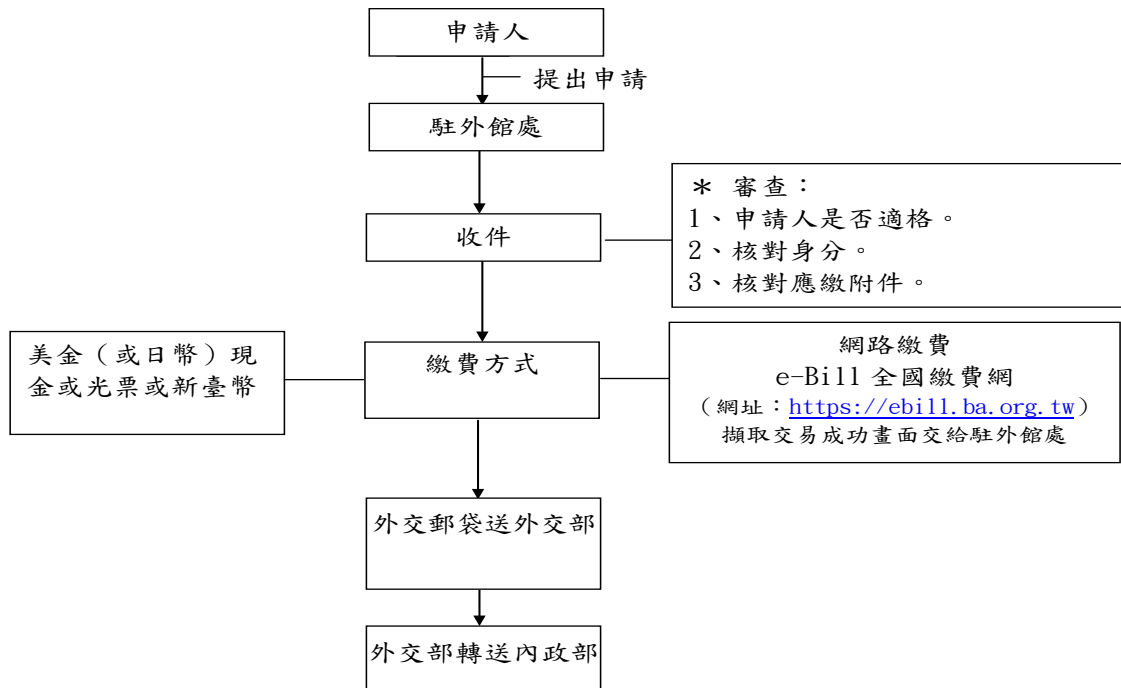 申請人
提出申請
駐外館處
收件
＊ 審查：
1、申請人是否適格。
2、核對身分。
3、核對應繳附件。
美金（或日幣）現
金或光票或新臺幣
繳費方式
網路繳費
e-Bill 全國繳費網
（網址：https://ebill.ba.org.tw）
擷取交易成功畫面交給駐外館處
外交郵袋送外交部
外交部轉送內政部